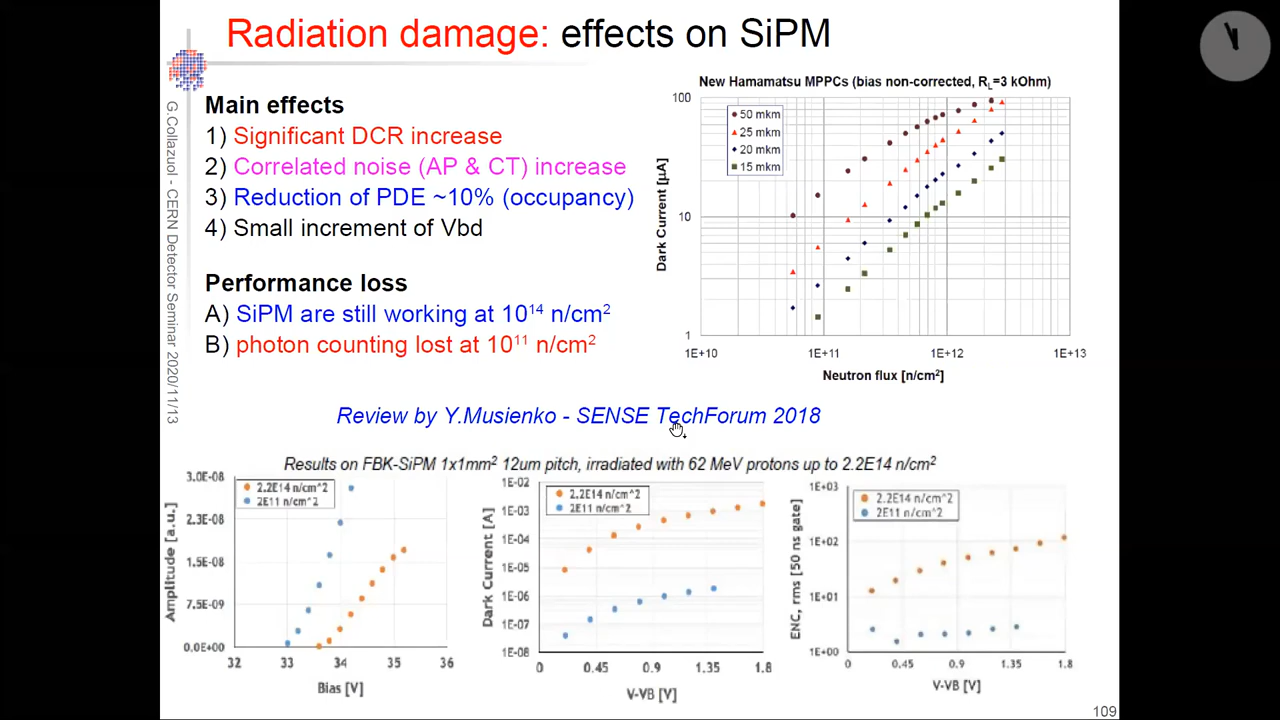 Radiation damage: effects on SiPM
G.Collazuol - CERN Detector Seminar 2020/11/13
Main effects
1) Significant DCR increase
2) Correlated noise (AP & CT) increase
3) Reduction of PDE ~10% (occupancy)
4) Small increment of Vbd
Performance loss
A) SiPM are still working at 10¹⁴ n/cm²
B) photon counting lost at 10¹¹ n/cm²
New Hamamatsu MPPCs (bias non-corrected, R_L=3 kOhm)
50 mkm
25 mkm
20 mkm
15 mkm
Dark Current [µA]
100
10
1
1E+10 1E+11 1E+12 1E+13
Neutron flux [n/cm²]
Review by Y.Musienko - SENSE TechForum 2018
Results on FBK-SiPM 1x1mm² 12um pitch, irradiated with 62 MeV protons up to 2.2E14 n/cm²
Amplitude [a.u.]
3.0E-08
2.3E-08
1.5E-08
7.5E-09
0.0E+00
2.2E14 n/cm^2
2E11 n/cm^2
32 33 34 35 36
Bias [V]
Dark Current [A]
1E-02
1E-03
1E-04
1E-05
1E-06
1E-07
1E-08
2.2E14 n/cm^2
2E11 n/cm^2
0 0.45 0.9 1.35 1.8
V-VB [V]
ENC, rms [50 ns gate]
1E+03
1E+02
1E+01
1E+00
2.2E14 n/cm^2
2E11 n/cm^2
0 0.45 0.9 1.35 1.8
V-VB [V]
109